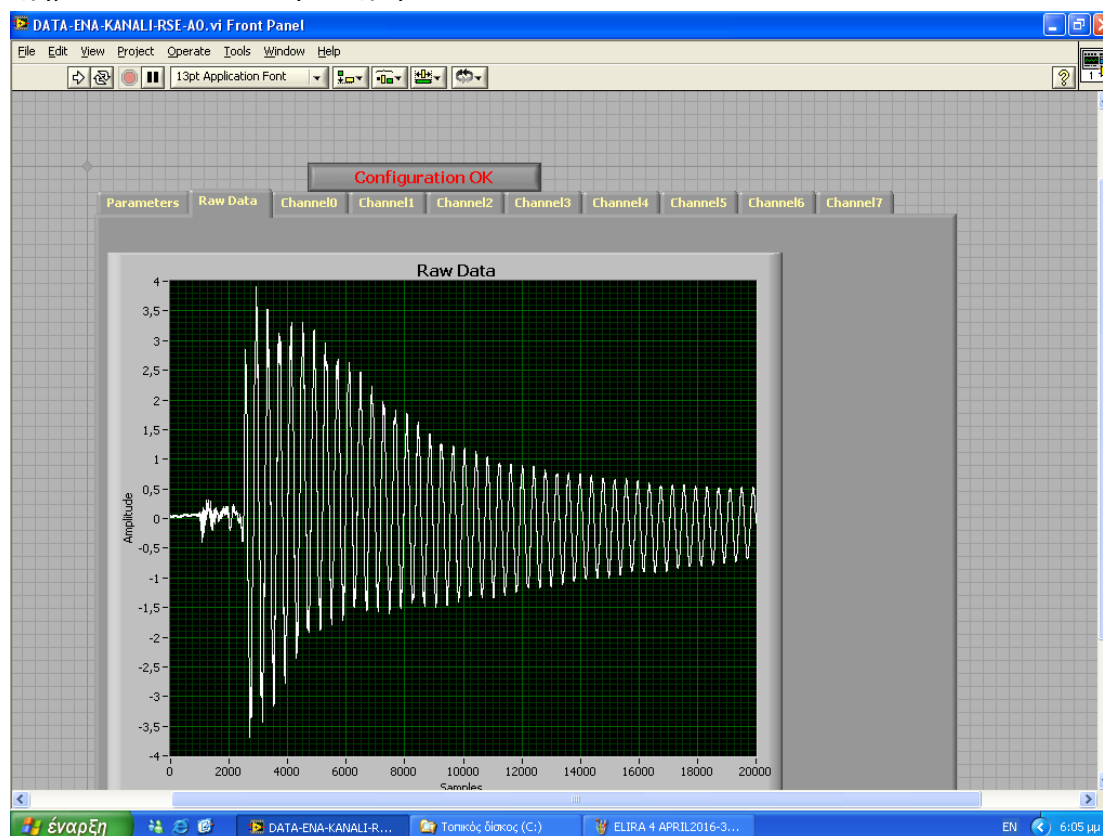 DATA-ENA-KANALI-RSE-A0.vi Front Panel
File Edit View Project Operate Tools Window Help
13pt Application Font
Configuration OK
Parameters Raw Data Channel0 Channel1 Channel2 Channel3 Channel4 Channel5 Channel6 Channel7
Raw Data
4
3,5
3
2,5
2
1,5
1
0,5
0
-0,5
-1
-1,5
-2
-2,5
-3
-3,5
-4
Amplitude
0 2000 4000 6000 8000 10000 12000 14000 16000 18000 20000
Samples
έναρξη DATA-ENA-KANALI-R... Τοπικός δίσκος (C:) ELIRA 4 APRIL2016-3... EN 6:05 μμ